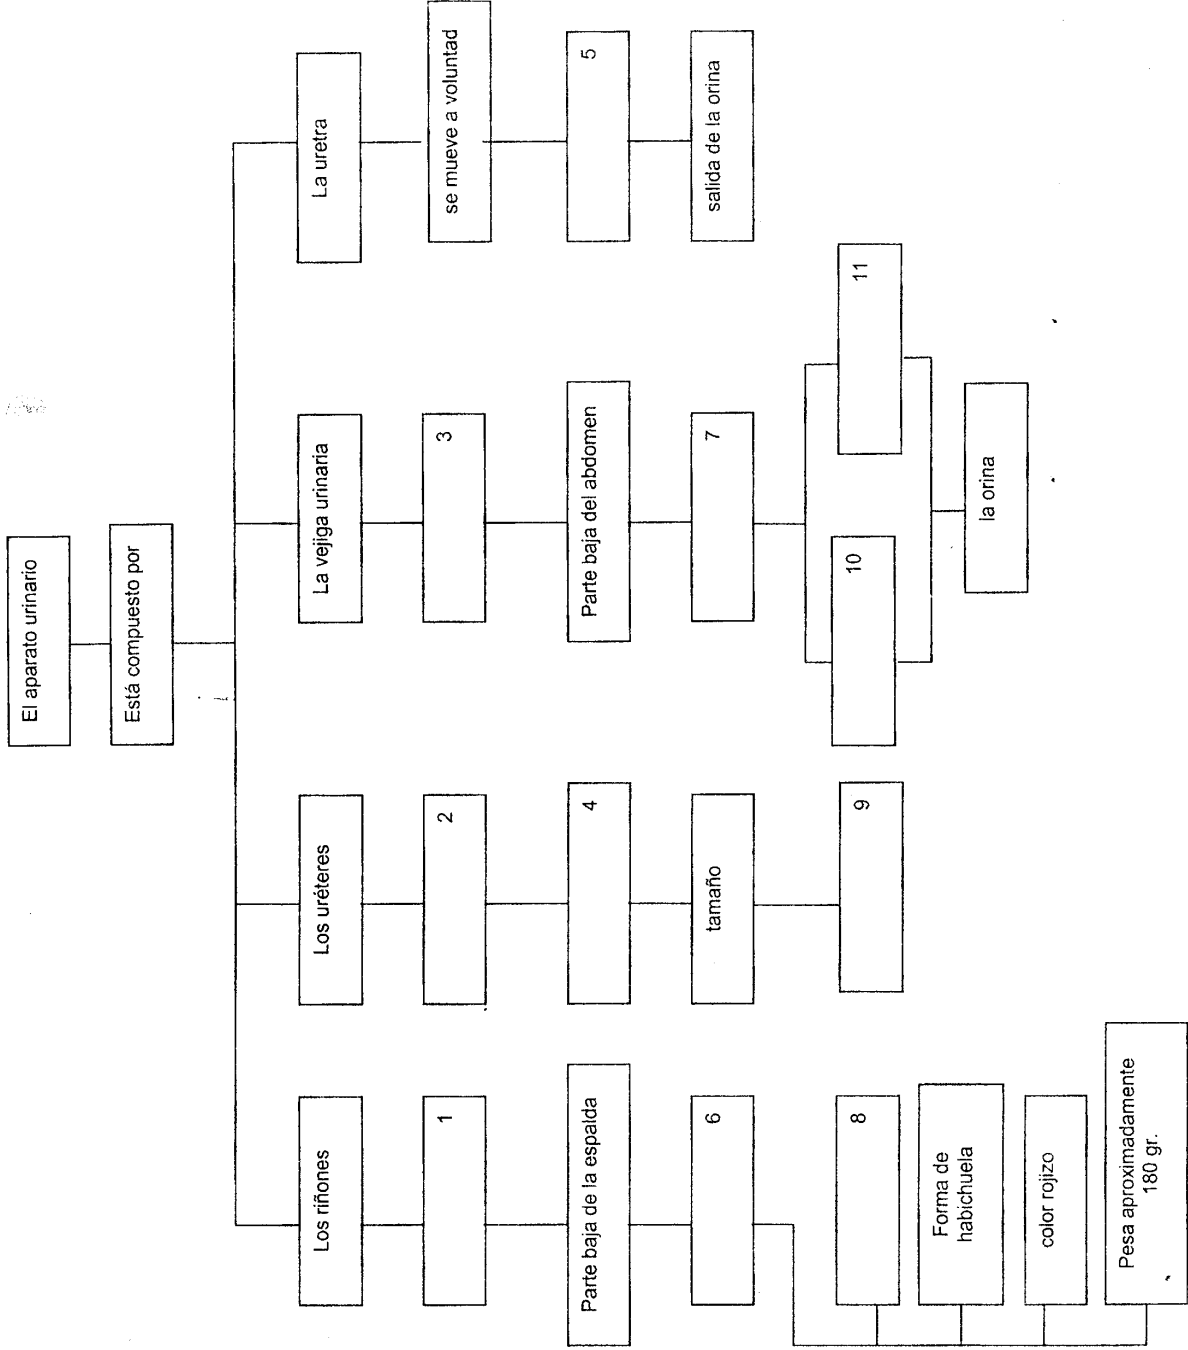 El aparato urinario
Está compuesto por
Los riñones
Los uréteres
La vejiga urinaria
La uretra
1
2
3
se mueve a voluntad
Parte baja de la espalda
4
Parte baja del abdomen
5
6
tamaño
7
salida de la orina
8
9
10
11
Forma de
habichuela
la orina
color rojizo
Pesa aproximadamente
180 gr.